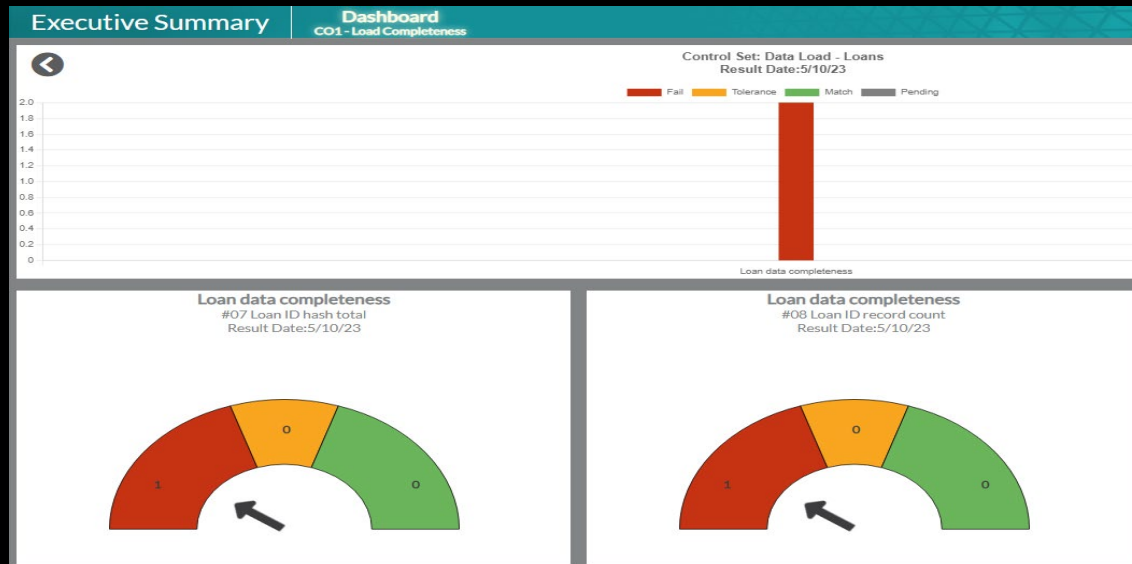 Executive Summary
Dashboard
CO1-Load Completeness
Control Set: Data Load - Loans
Result Date:5/10/23
Fail Tolerance Match Pending
2.0
1.8
1.6
1.4
1.2
1.0
0.8
0.6
0.4
0.2
0
Loan data completeness
Loan data completeness
#07 Loan ID hash total
Result Date:5/10/23
1 0 0
Loan data completeness
#08 Loan ID record count
Result Date:5/10/23
1 0 0